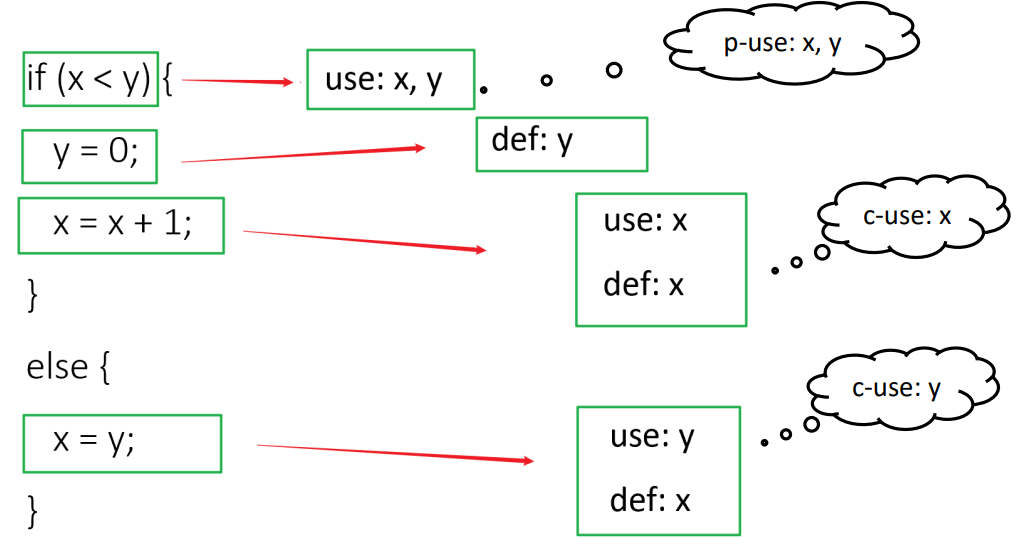 if (x < y) {
use: x, y
p-use: x, y
y = 0;
def: y
x = x + 1;
use: x
def: x
c-use: x
}
else {
x = y;
use: y
def: x
c-use: y
}